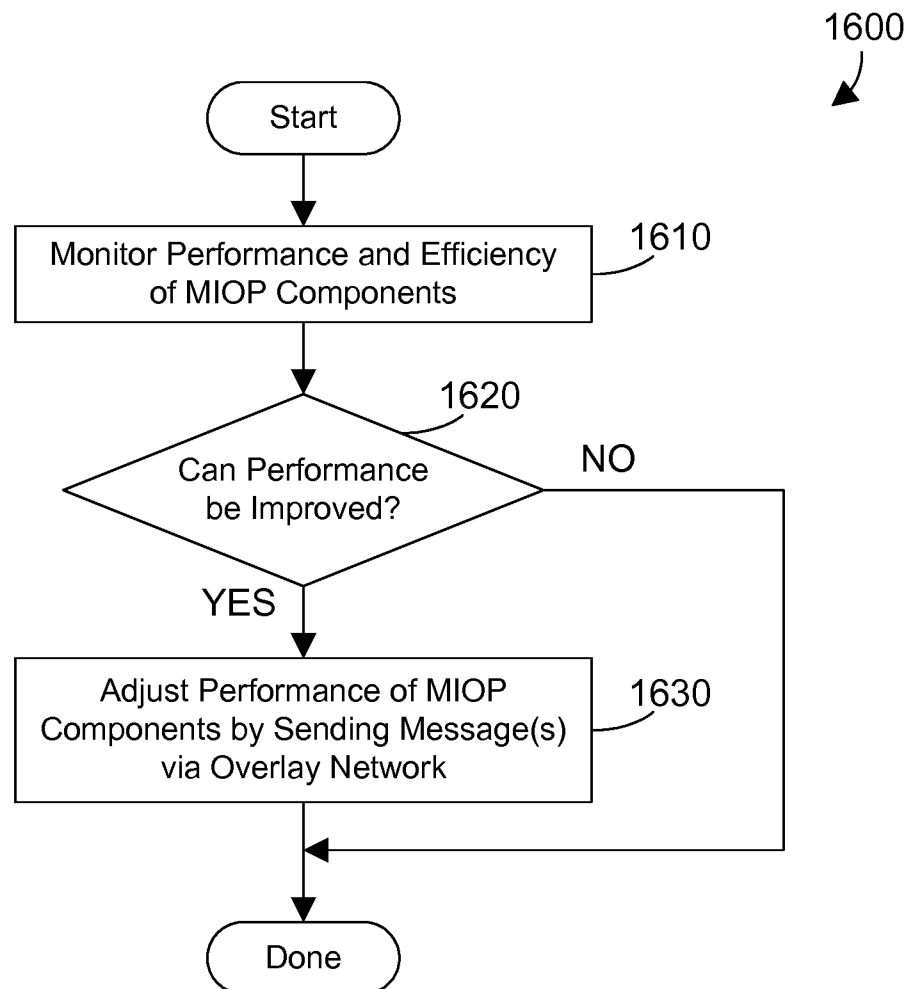 1600
Start
Monitor Performance and Efficiency
of MIOP Components
1610
1620
Can Performance
be Improved?
NO
YES
Adjust Performance of MIOP
Components by Sending Message(s)
via Overlay Network
1630
Done